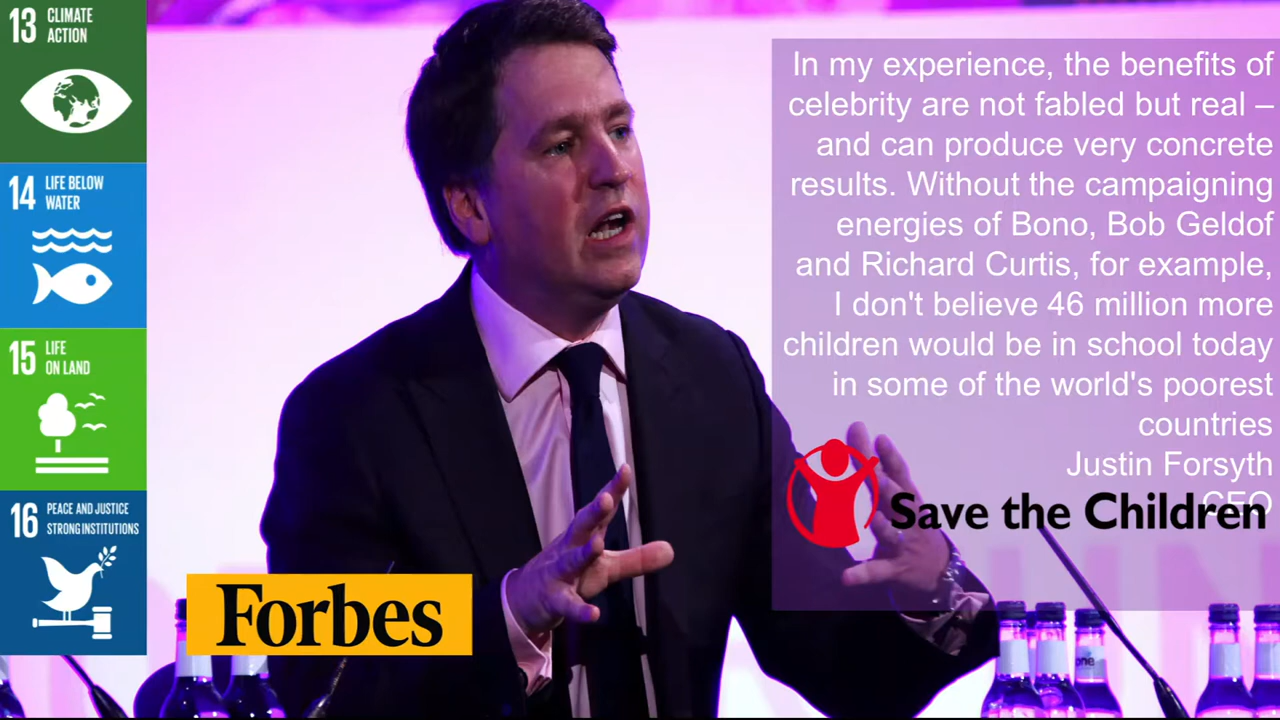 13 CLIMATE
ACTION
14 LIFE BELOW
WATER
15 LIFE
ON LAND
16 PEACE AND JUSTICE
STRONG INSTITUTIONS
In my experience, the benefits of
celebrity are not fabled but real –
and can produce very concrete
results. Without the campaigning
energies of Bono, Bob Geldof
and Richard Curtis, for example,
I don't believe 46 million more
children would be in school today
in some of the world's poorest
countries
Justin Forsyth
CEO
Save the Children
Forbes